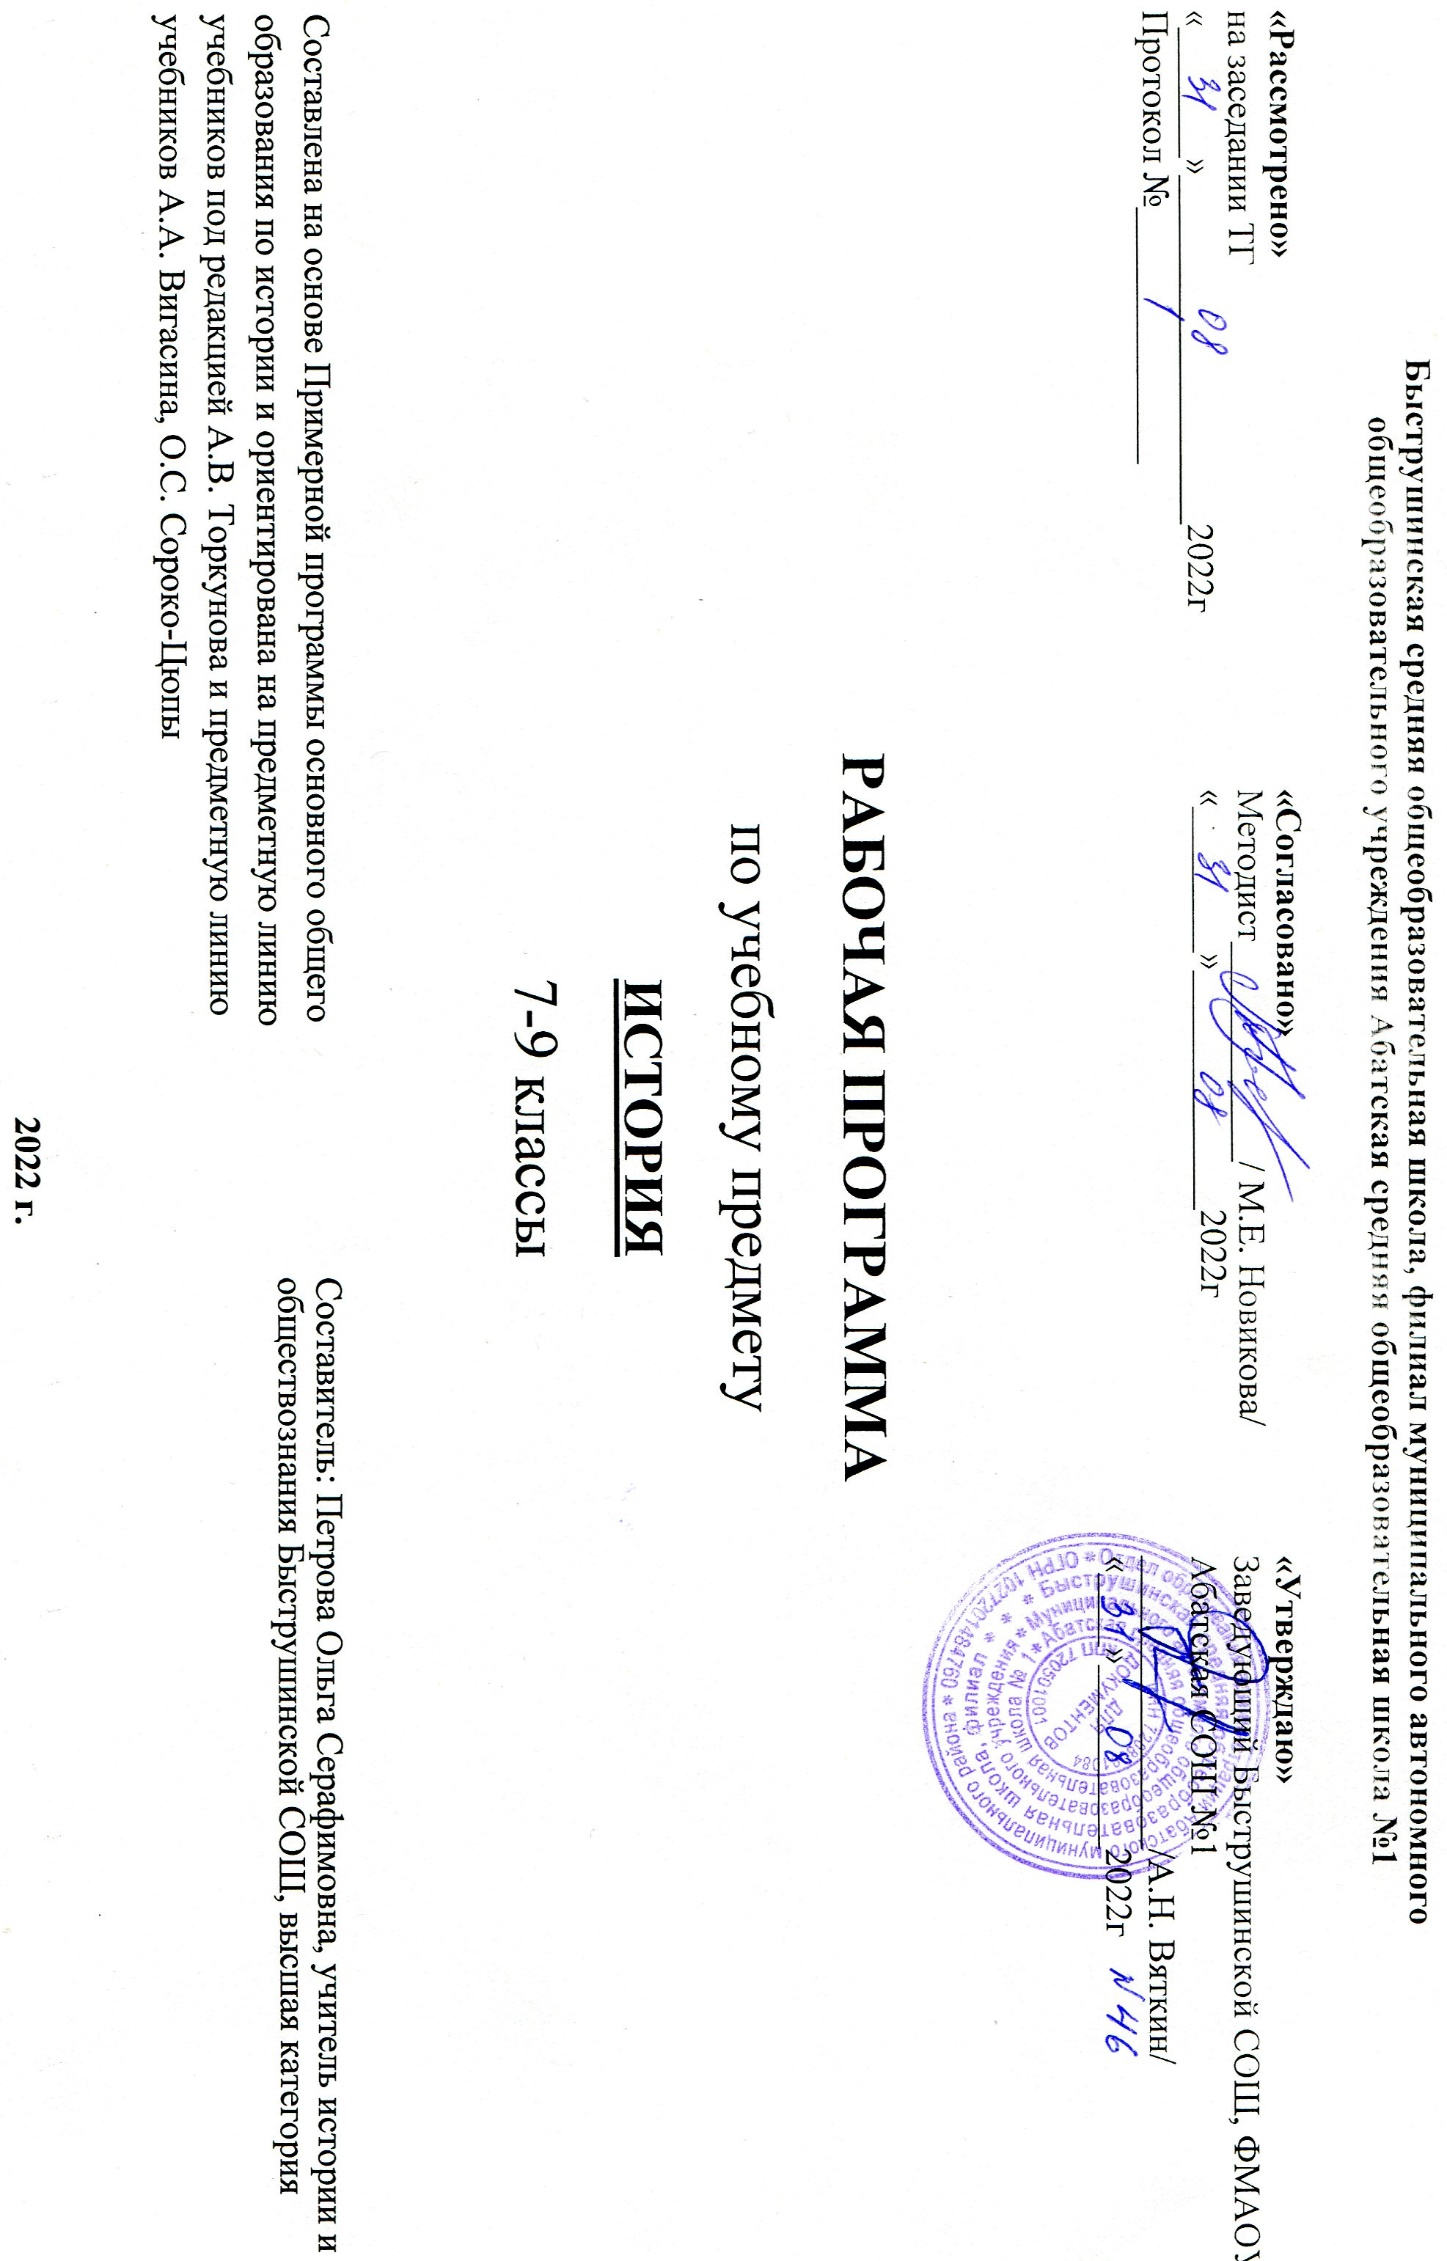 Быструшинская средняя общеобразовательная школа, филиал муниципального автономного
общеобразовательного учреждения Абатская средняя общеобразовательная школа №1
«Рассмотрено»
на заседании ТГ
« 31 » 08 2022г
Протокол № 1
«Согласовано»
Методист / М.Е. Новикова/
« 31 » 08 2022г
«Утверждаю»
Заведующий Быструшинской СОШ, ФМАОУ
Абатская СОШ №1
/А.Н. Вяткин/
« 31 » 08 2022г N 46
ДЛЯ
ДОКУМЕНТОВ
РАБОЧАЯ ПРОГРАММА
по учебному предмету
ИСТОРИЯ
7-9 классы
Составлена на основе Примерной программы основного общего
образования по истории и ориентирована на предметную линию
учебников под редакцией А.В. Торкунова и предметную линию
учебников А.А. Вигасина, О.С. Сороко-Цюпы
Составитель: Петрова Ольга Серафимовна, учитель истории и
обществознания Быструшинской СОШ, высшая категория
2022 г.